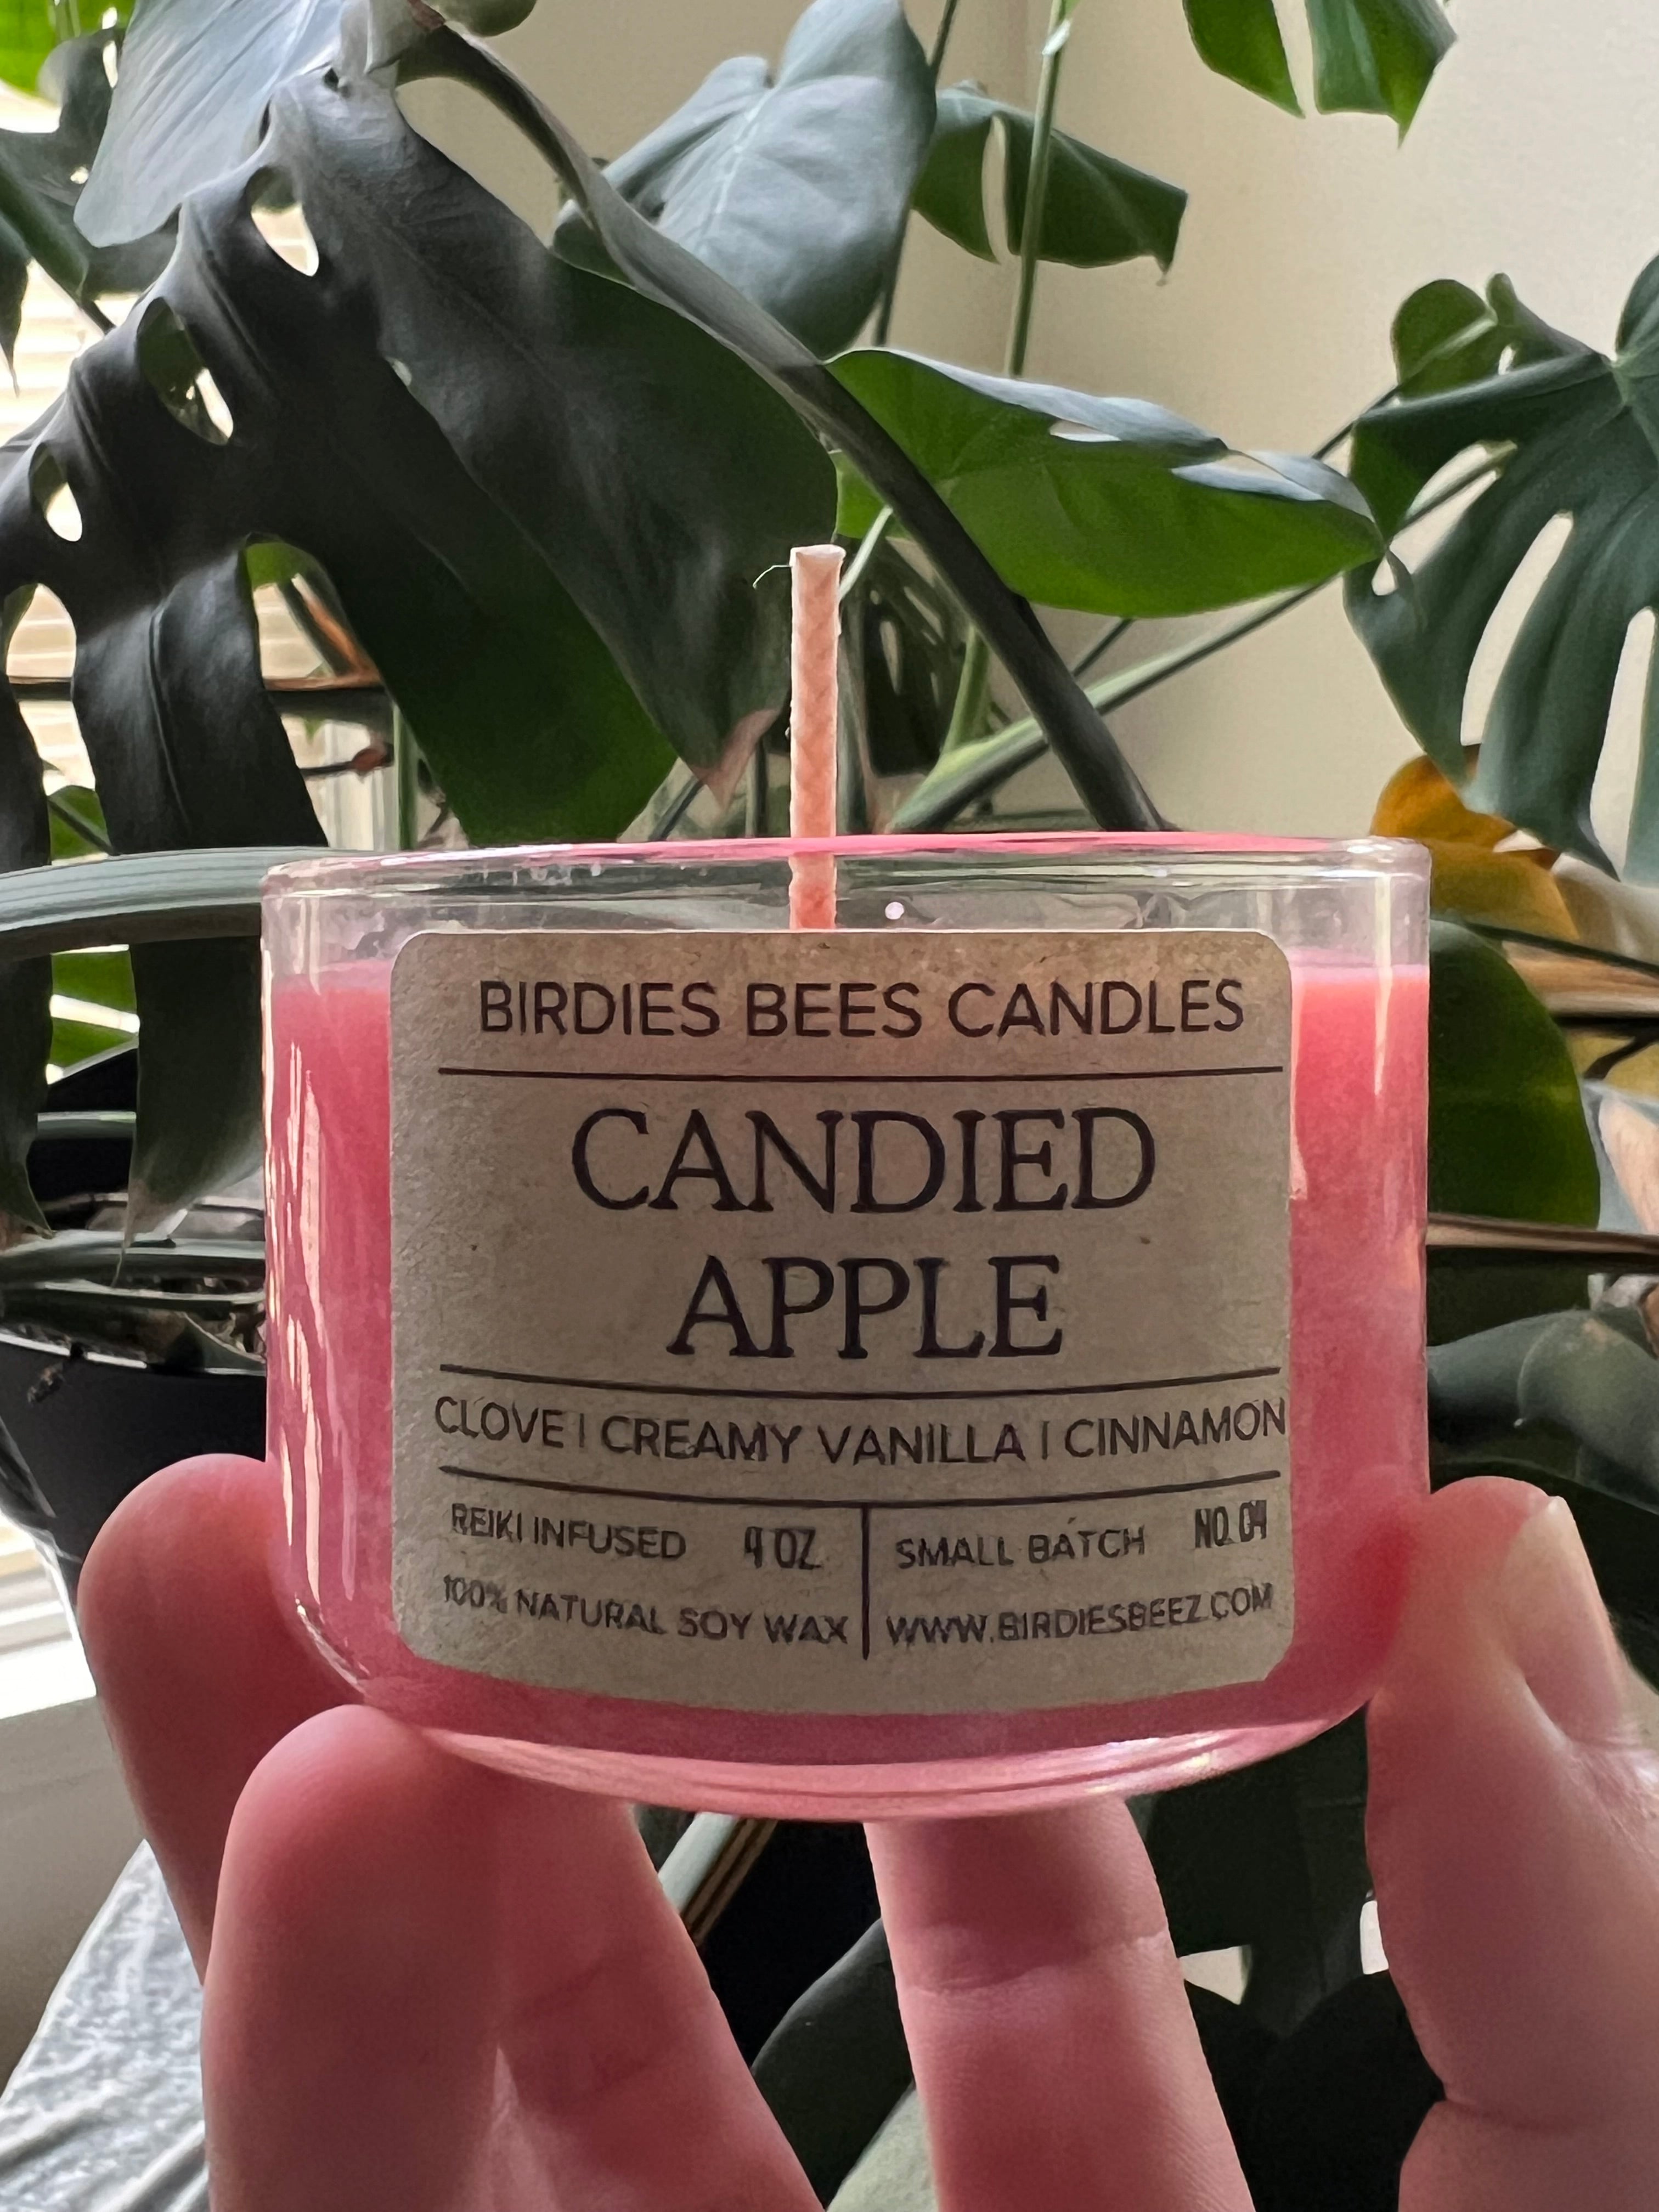 BIRDIES BEES CANDLES
CANDIED
APPLE
CLOVE | CREAMY VANILLA | CINNAMON
REIKI INFUSED 4 OZ
100% NATURAL SOY WAX
SMALL BATCH NO. 04
WWW.BIRDIESBEEZ.COM